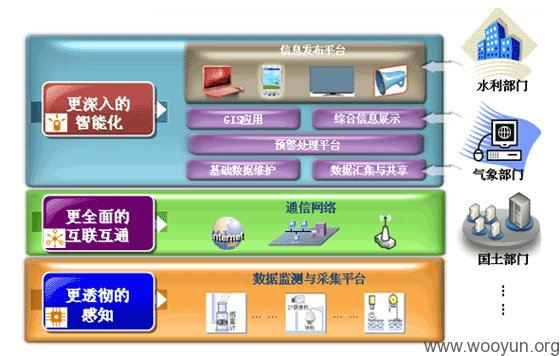 信息发布平台
更深入的
智能化
GIS应用
综合信息展示
预警处理平台
基础数据维护
数据汇集与共享
水利部门
气象部门
国土部门
更全面的
互联互通
通信网络
Internet
更透彻的
感知
数据监测与采集平台
雨量计
www.wooyun.org